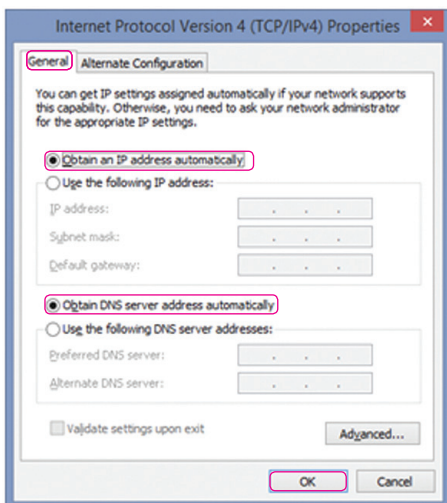 Internet Protocol Version 4 (TCP/IPv4) Properties
General Alternate Configuration
You can get IP settings assigned automatically if your network supports
this capability. Otherwise, you need to ask your network administrator
for the appropriate IP settings.
Obtain an IP address automatically
Use the following IP address:
IP address:
Subnet mask:
Default gateway:
Obtain DNS server address automatically
Use the following DNS server addresses:
Preferred DNS server:
Alternate DNS server:
Validate settings upon exit
Advanced...
OK Cancel